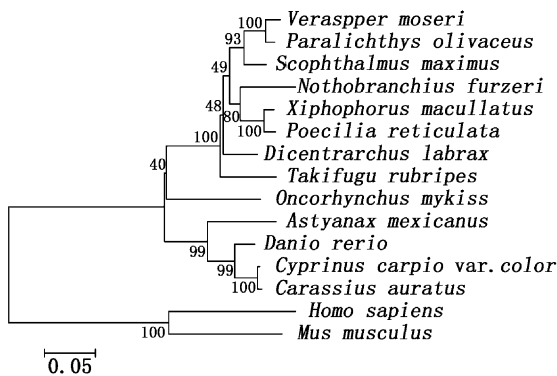 100 Veraspper moseri
93 Paralichthys olivaceus
Scophthalmus maximus
49
Nothobranchius furzeri
48 80 Xiphophorus macullatus
100 Poecilia reticulata
100
Dicentrarchus labrax
40 Takifugu rubripes
Oncorhynchus mykiss
Astyanax mexicanus
99 Danio rerio
99 Cyprinus carpio var.color
100 Carassius auratus
Homo sapiens
100 Mus musculus
0.05